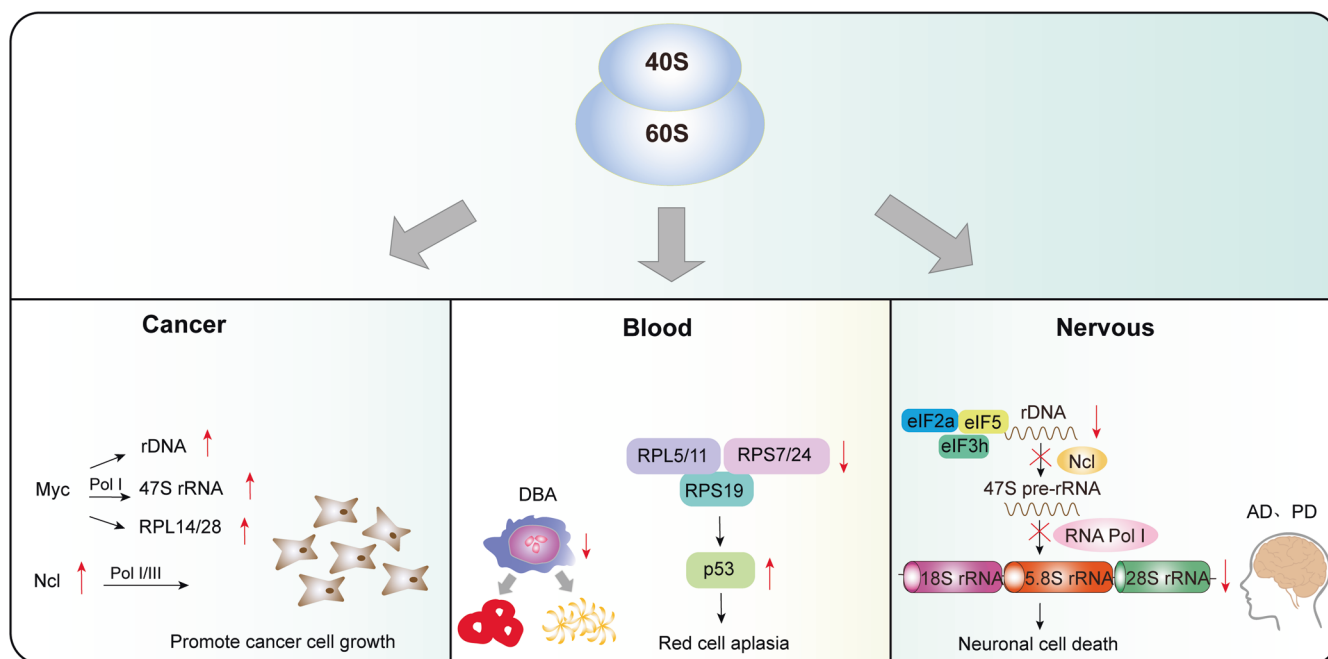 40S
60S
Cancer
Blood
Nervous
rDNA
Myc
Pol I
47S rRNA
RPL14/28
Ncl
Pol I/III
Promote cancer cell growth
DBA
RPL5/11
RPS7/24
RPS19
p53
Red cell aplasia
eIF2a
eIF5
eIF3h
rDNA
Ncl
47S pre-rRNA
RNA Pol I
18S rRNA
5.8S rRNA
28S rRNA
Neuronal cell death
AD、PD